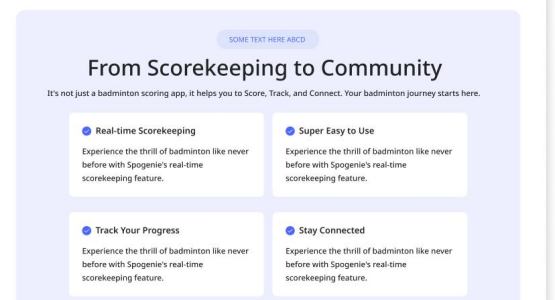 SOME TEXT HERE ABCD
From Scorekeeping to Community
It's not just a badminton scoring app, it helps you to Score, Track, and Connect. Your badminton journey starts here.
Real-time Scorekeeping
Experience the thrill of badminton like never
before with Spogenie's real-time
scorekeeping feature.
Super Easy to Use
Experience the thrill of badminton like never
before with Spogenie's real-time
scorekeeping feature.
Track Your Progress
Experience the thrill of badminton like never
before with Spogenie's real-time
scorekeeping feature.
Stay Connected
Experience the thrill of badminton like never
before with Spogenie's real-time
scorekeeping feature.